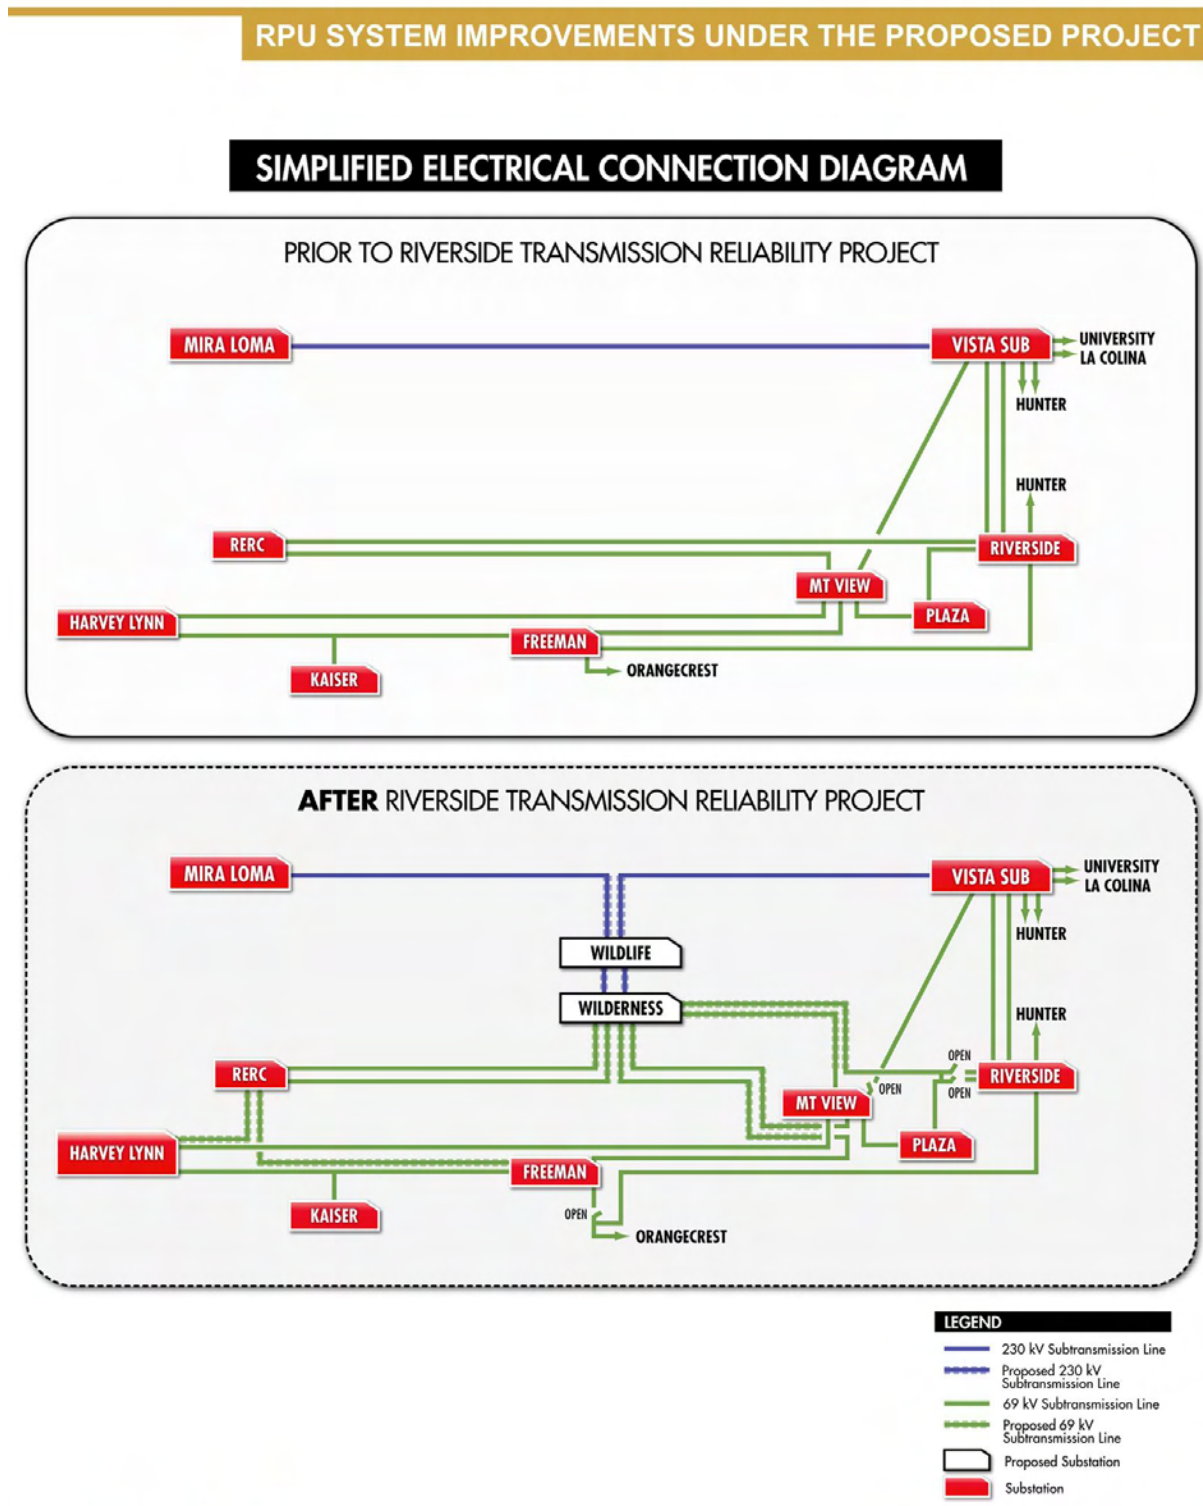 RPU SYSTEM IMPROVEMENTS UNDER THE PROPOSED PROJECT
SIMPLIFIED ELECTRICAL CONNECTION DIAGRAM
PRIOR TO RIVERSIDE TRANSMISSION RELIABILITY PROJECT
MIRA LOMA
VISTA SUB
UNIVERSITY
LA COLINA
HUNTER
HUNTER
RERC
RIVERSIDE
MT VIEW
PLAZA
HARVEY LYNN
FREEMAN
KAISER
ORANGECREST
AFTER RIVERSIDE TRANSMISSION RELIABILITY PROJECT
MIRA LOMA
VISTA SUB
UNIVERSITY
LA COLINA
HUNTER
WILDLIFE
WILDERNESS
HUNTER
OPEN
RERC
RIVERSIDE
OPEN
OPEN
MT VIEW
PLAZA
HARVEY LYNN
FREEMAN
KAISER
OPEN
ORANGECREST
LEGEND
230 kV Subtransmission Line
Proposed 230 kV
Subtransmission Line
69 kV Subtransmission Line
Proposed 69 kV
Subtransmission Line
Proposed Substation
Substation